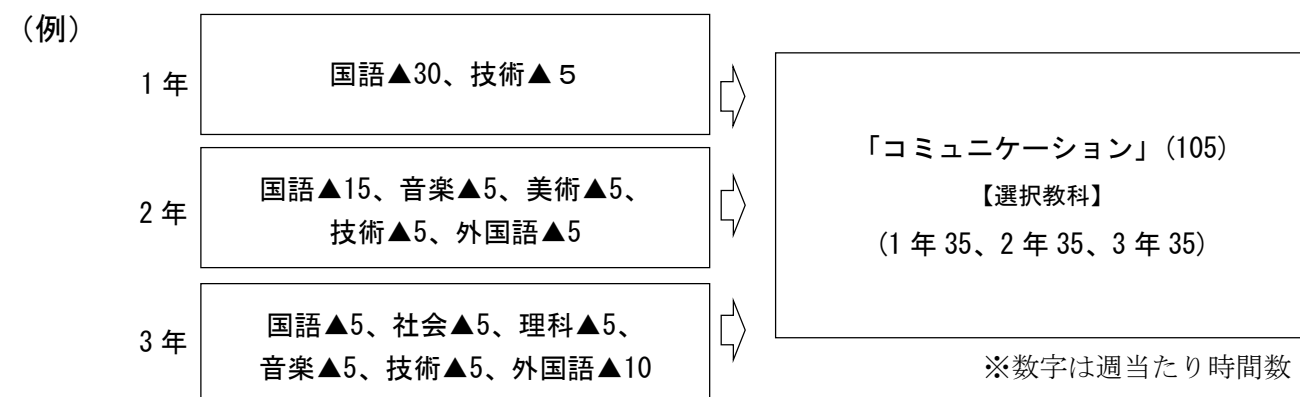 （例）
1年
国語▲30、技術▲５
2年
国語▲15、音楽▲5、美術▲5、
技術▲5、外国語▲5
3年
国語▲5、社会▲5、理科▲5、
音楽▲5、技術▲5、外国語▲10
「コミュニケーション」(105)
【選択教科】
(1年35、2年35、3年35)
※数字は週当たり時間数